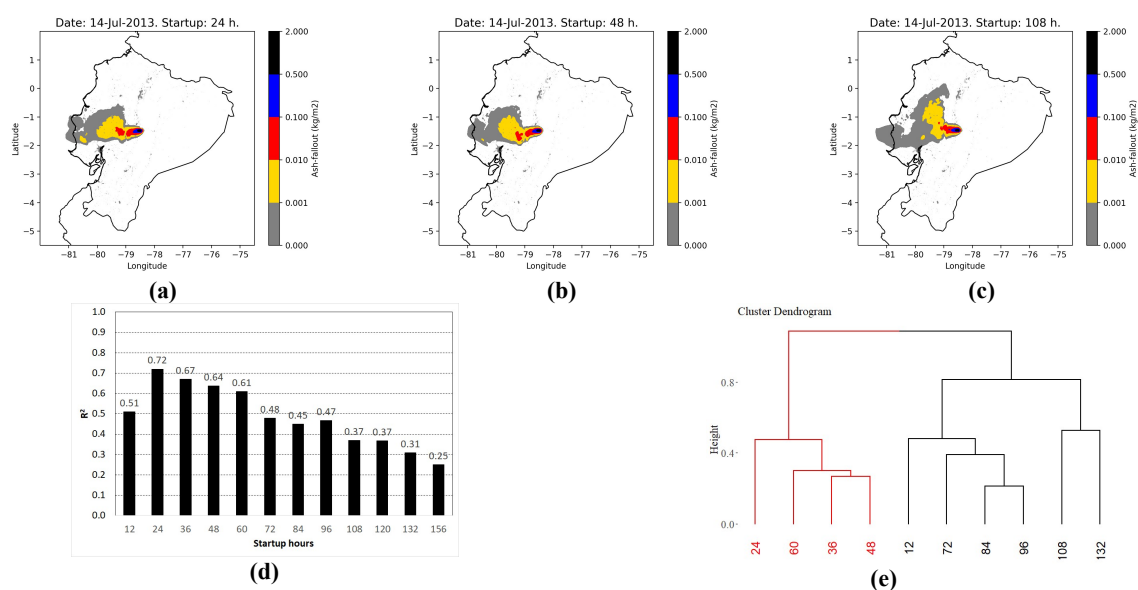 Date: 14-Jul-2013. Startup: 24 h.
2.000
0.500
0.100
0.010
0.001
0.000
Ash-fallout (kg/m2)
1
0
−1
−2
−3
−4
−5
Latitude
−81 −80 −79 −78 −77 −76 −75
Longitude
(a)
Date: 14-Jul-2013. Startup: 48 h.
2.000
0.500
0.100
0.010
0.001
0.000
Ash-fallout (kg/m2)
1
0
−1
−2
−3
−4
−5
Latitude
−81 −80 −79 −78 −77 −76 −75
Longitude
(b)
Date: 14-Jul-2013. Startup: 108 h.
2.000
0.500
0.100
0.010
0.001
0.000
Ash-fallout (kg/m2)
1
0
−1
−2
−3
−4
−5
Latitude
−81 −80 −79 −78 −77 −76 −75
Longitude
(c)
1.0
0.9
0.8
0.7
0.6
0.5
0.4
0.3
0.2
0.1
0.0
R²
0.51 0.72 0.67 0.64 0.61 0.48 0.45 0.47 0.37 0.37 0.31 0.25
12 24 36 48 60 72 84 96 108 120 132 156
Startup hours
(d)
Cluster Dendrogram
0.8
0.4
0.0
Height
24 60 36 48 12 72 84 96 108 132
(e)